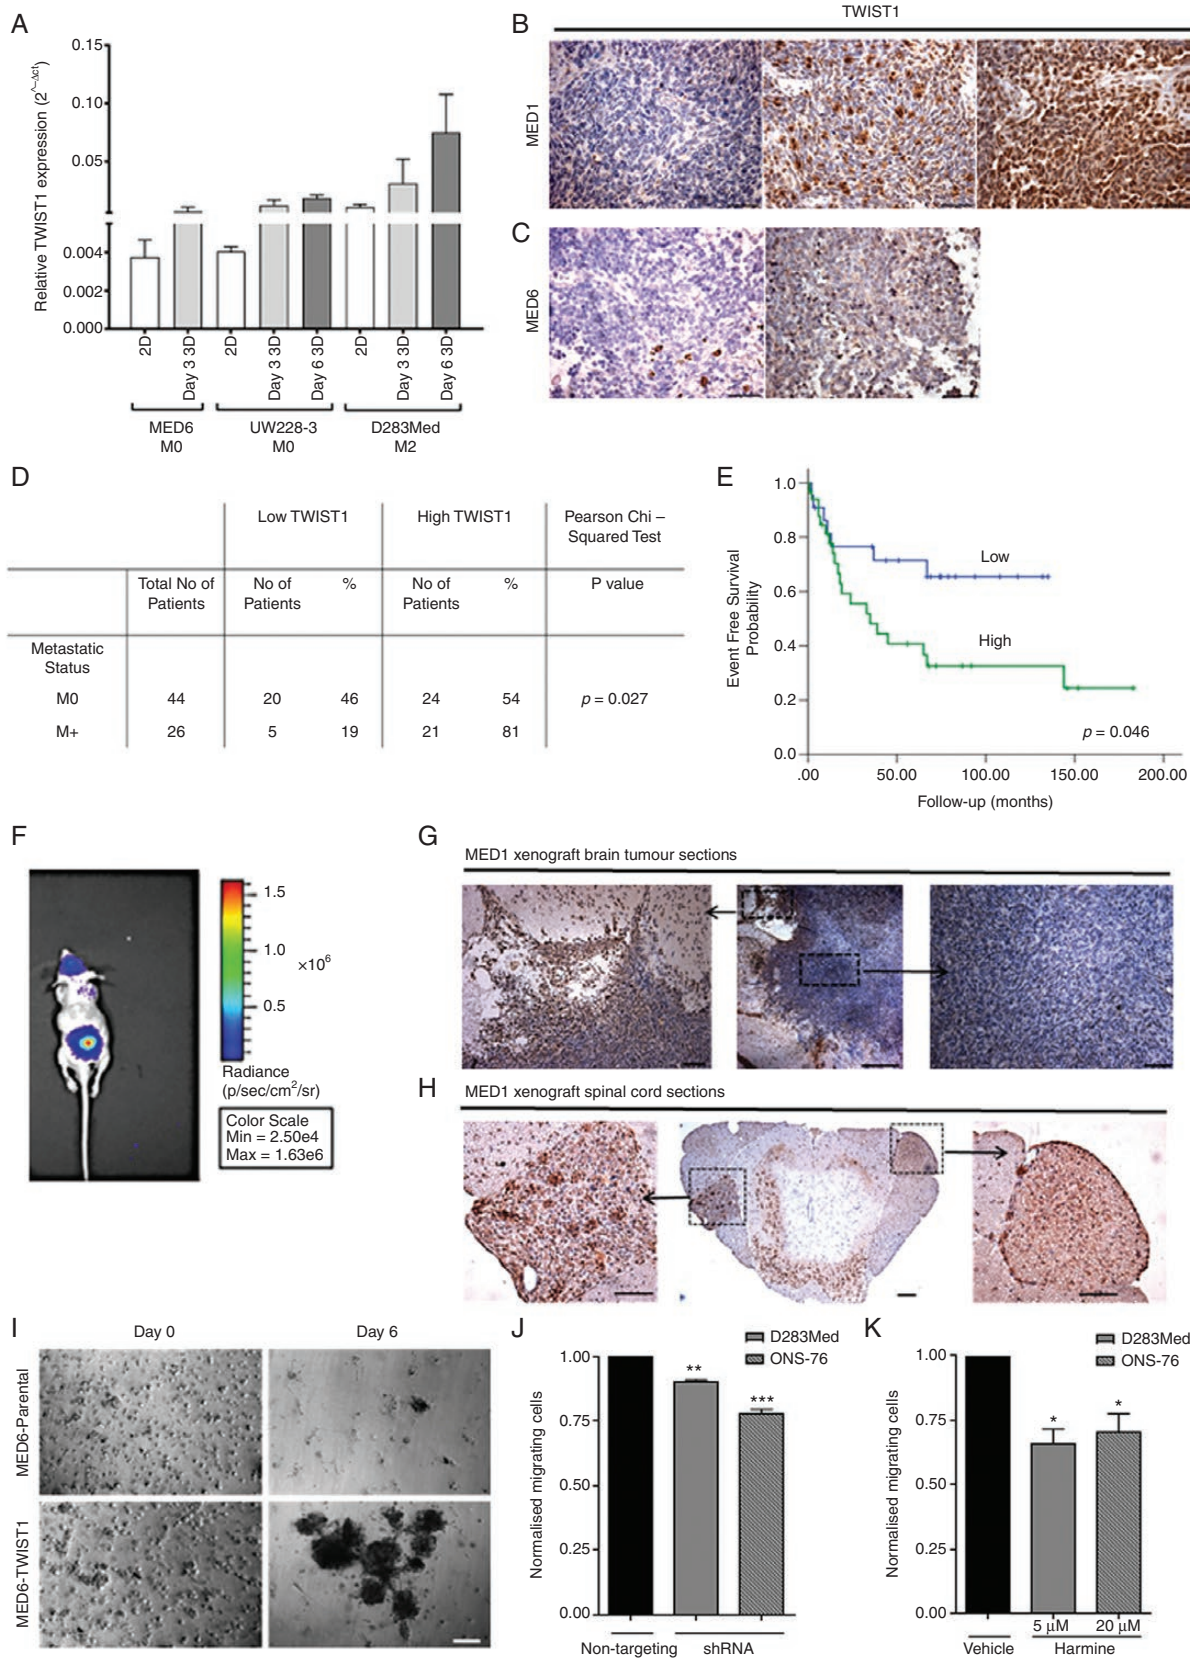 A
Relative TWIST1 expression (2^-Δct)
0.15
0.10
0.05
0.004
0.002
0.000
2D
Day 3 3D
2D
Day 3 3D
Day 6 3D
2D
Day 3 3D
Day 6 3D
MED6
M0
UW228-3
M0
D283Med
M2
B
TWIST1
MED1
C
MED6
D
Low TWIST1
High TWIST1
Pearson Chi –
Squared Test
Total No of
Patients
No of
Patients
%
No of
Patients
%
P value
Metastatic
Status
M0 44 20 46 24 54 p = 0.027
M+ 26 5 19 21 81
E
Event Free Survival
Probability
1.0
0.8
0.6
0.4
0.2
0.0
Low
High
p = 0.046
.00 50.00 100.00 150.00 200.00
Follow-up (months)
F
1.5
1.0
×10⁶
0.5
Radiance
(p/sec/cm²/sr)
Color Scale
Min = 2.50e4
Max = 1.63e6
G
MED1 xenograft brain tumour sections
H
MED1 xenograft spinal cord sections
I
Day 0
Day 6
MED6-Parental
MED6-TWIST1
J
D283Med
ONS-76
Normalised migrating cells
1.00
0.75
0.50
0.25
0.00
**
***
Non-targeting
shRNA
K
D283Med
ONS-76
Normalised migrating cells
1.00
0.75
0.50
0.25
0.00
*
*
5 μM
20 μM
Vehicle
Harmine